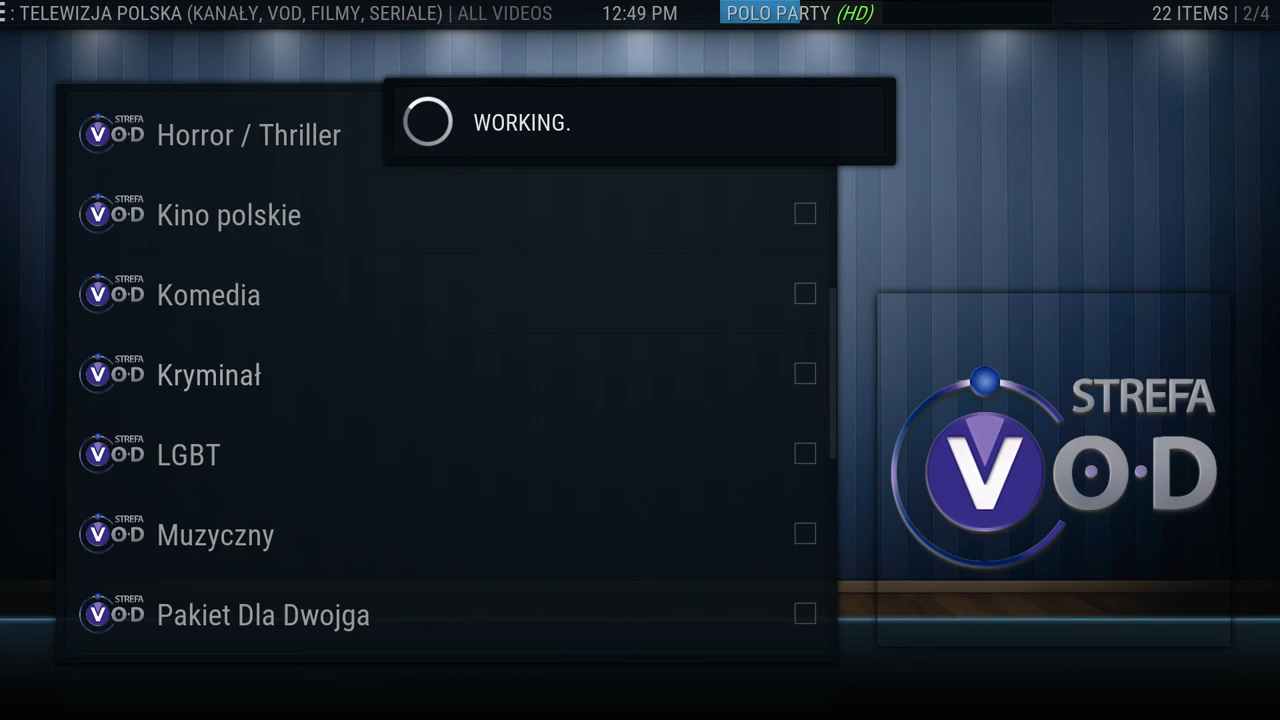 : TELEWIZJA POLSKA (KANAŁY, VOD, FILMY, SERIALE) | ALL VIDEOS
12:49 PM
POLO PARTY (HD)
22 ITEMS | 2/4
WORKING.
STREFA
VOD
Horror / Thriller
STREFA
VOD
Kino polskie
STREFA
VOD
Komedia
STREFA
VOD
Kryminał
STREFA
VOD
LGBT
STREFA
VOD
Muzyczny
STREFA
VOD
Pakiet Dla Dwojga
STREFA
VOD